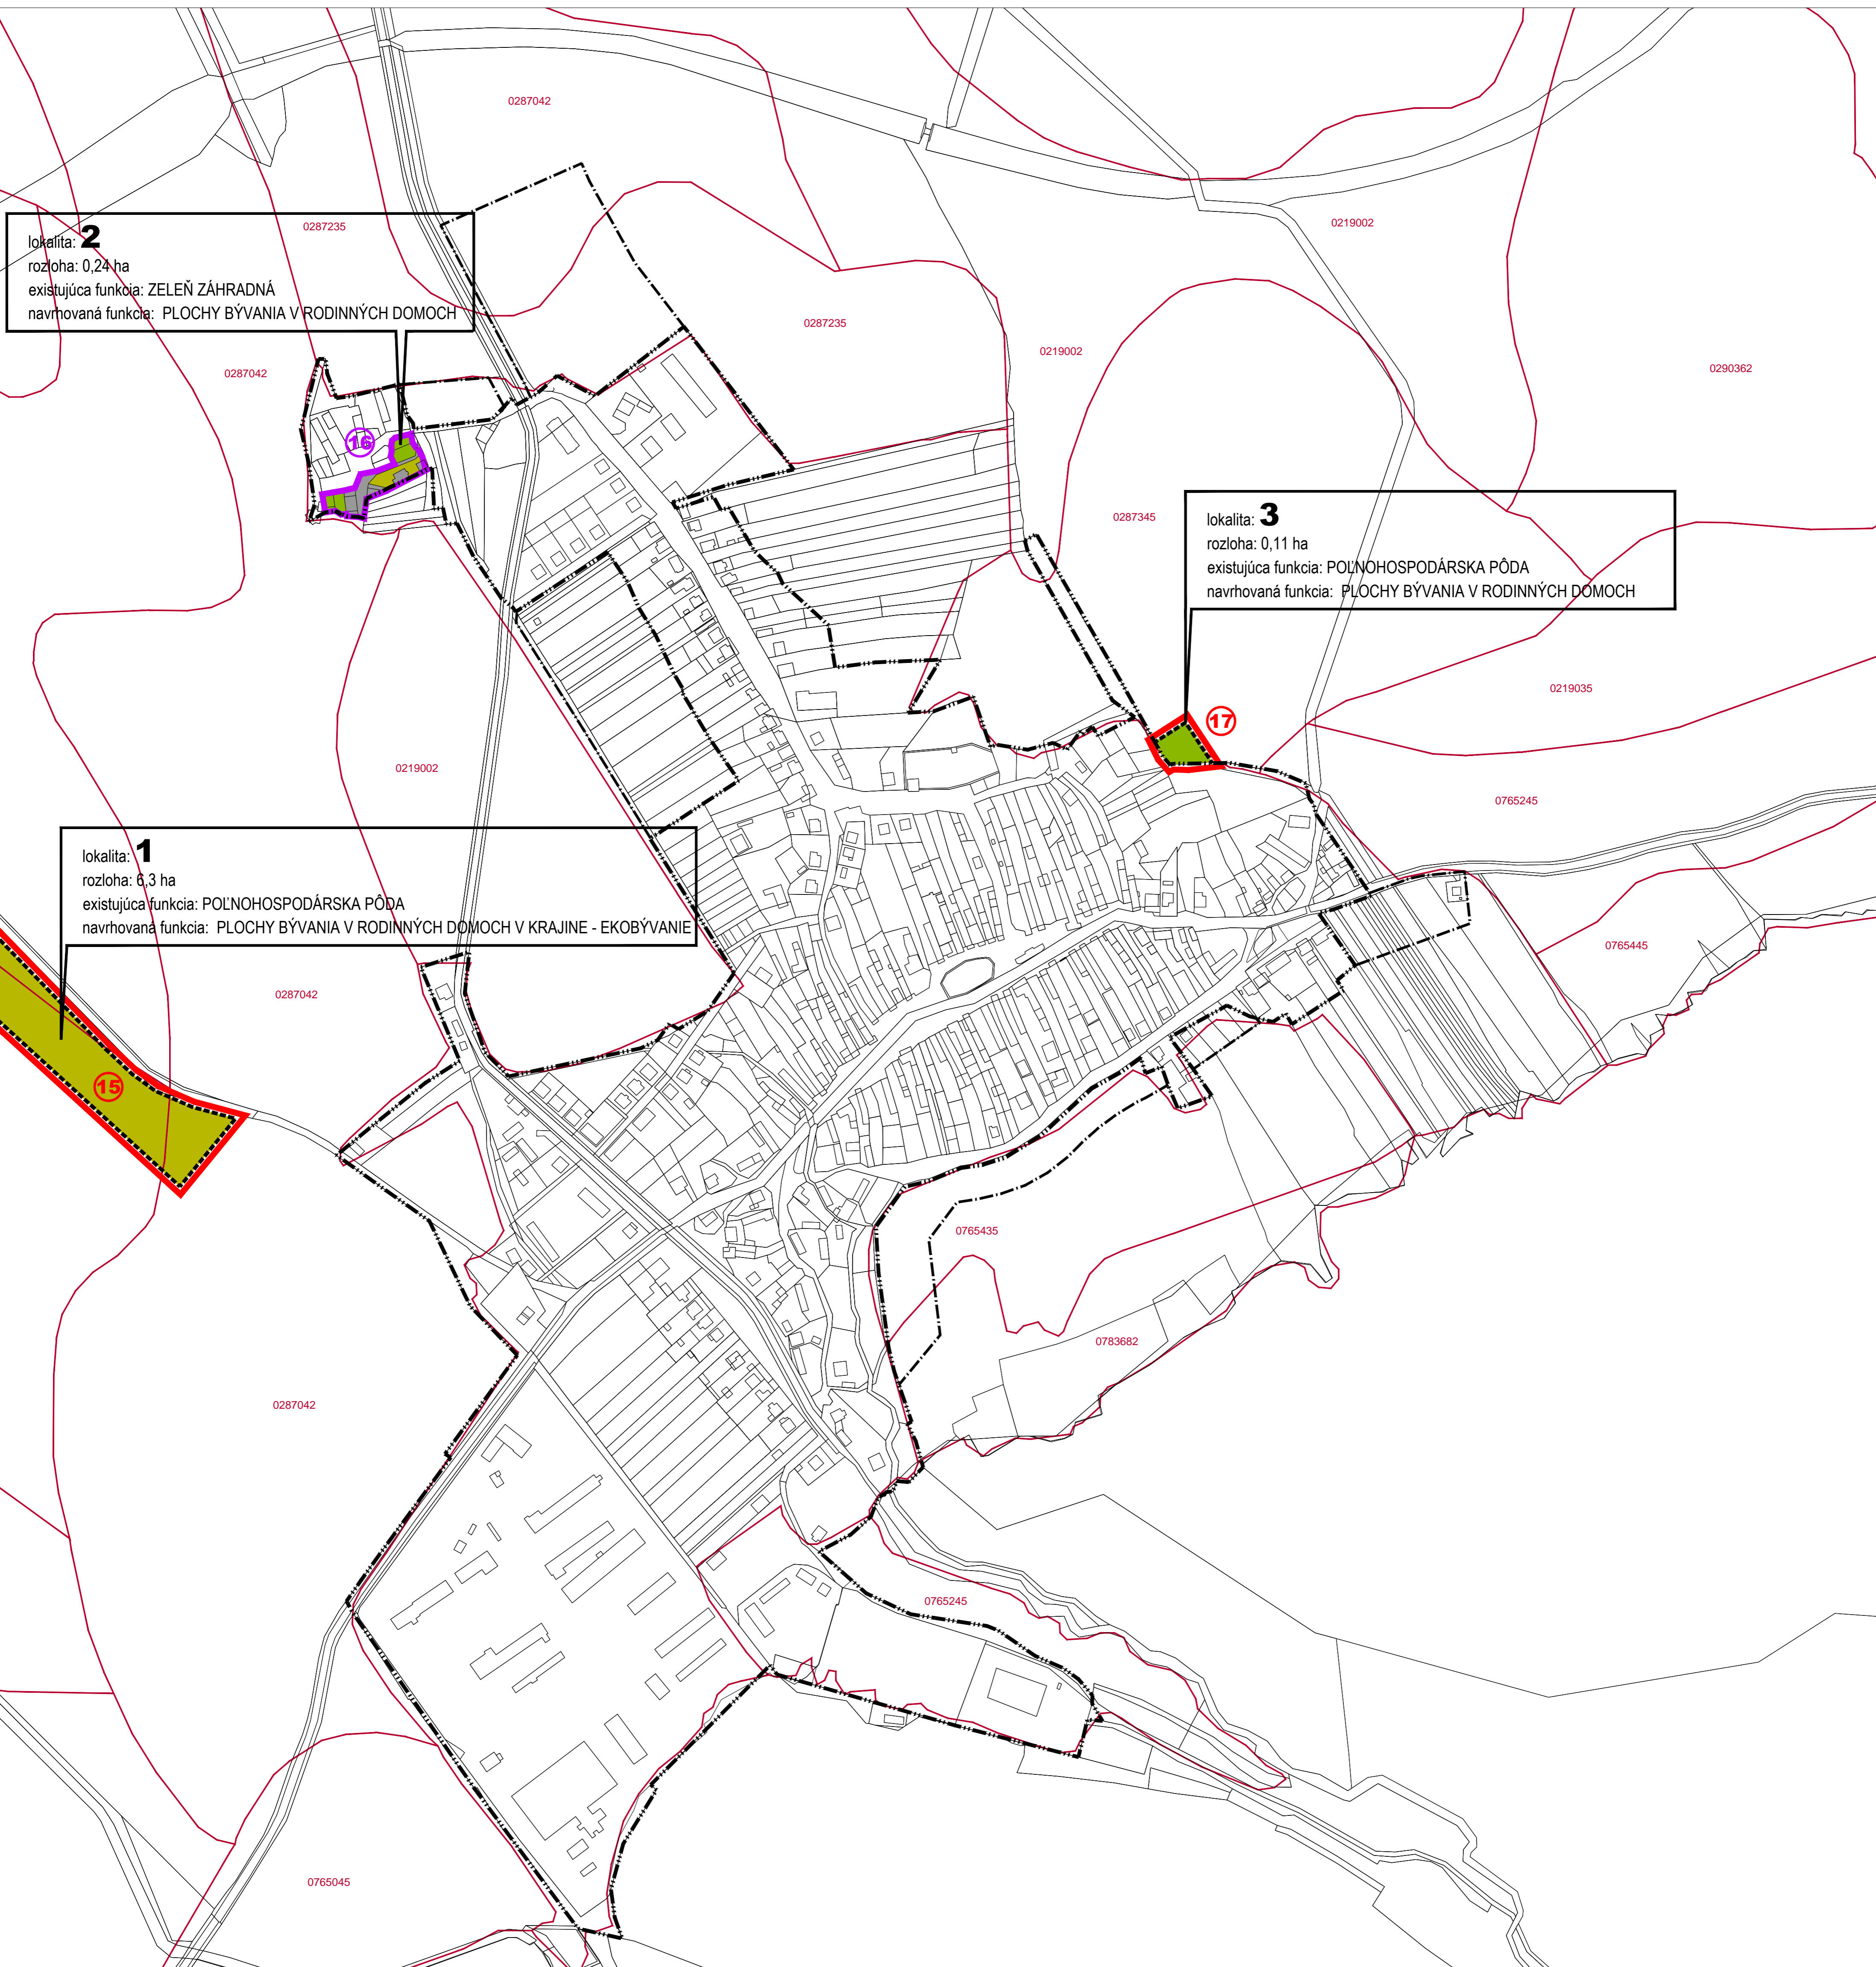 0287042
0287235
0219002
lokalita: 2
rozloha: 0,24 ha
existujúca funkcia: ZELEŇ ZÁHRADNÁ
navrhovaná funkcia: PLOCHY BÝVANIA V RODINNÝCH DOMOCH
0287235
0219002
0290362
0287042
16
0287345
lokalita: 3
rozloha: 0,11 ha
existujúca funkcia: POĽNOHOSPODÁRSKA PÔDA
navrhovaná funkcia: PLOCHY BÝVANIA V RODINNÝCH DOMOCH
0219035
17
0219002
0765245
lokalita: 1
rozloha: 6,3 ha
existujúca funkcia: POĽNOHOSPODÁRSKA PÔDA
navrhovaná funkcia: PLOCHY BÝVANIA V RODINNÝCH DOMOCH V KRAJINE - EKOBÝVANIE
0765445
0287042
15
0765435
0783682
0287042
0765245
0765045